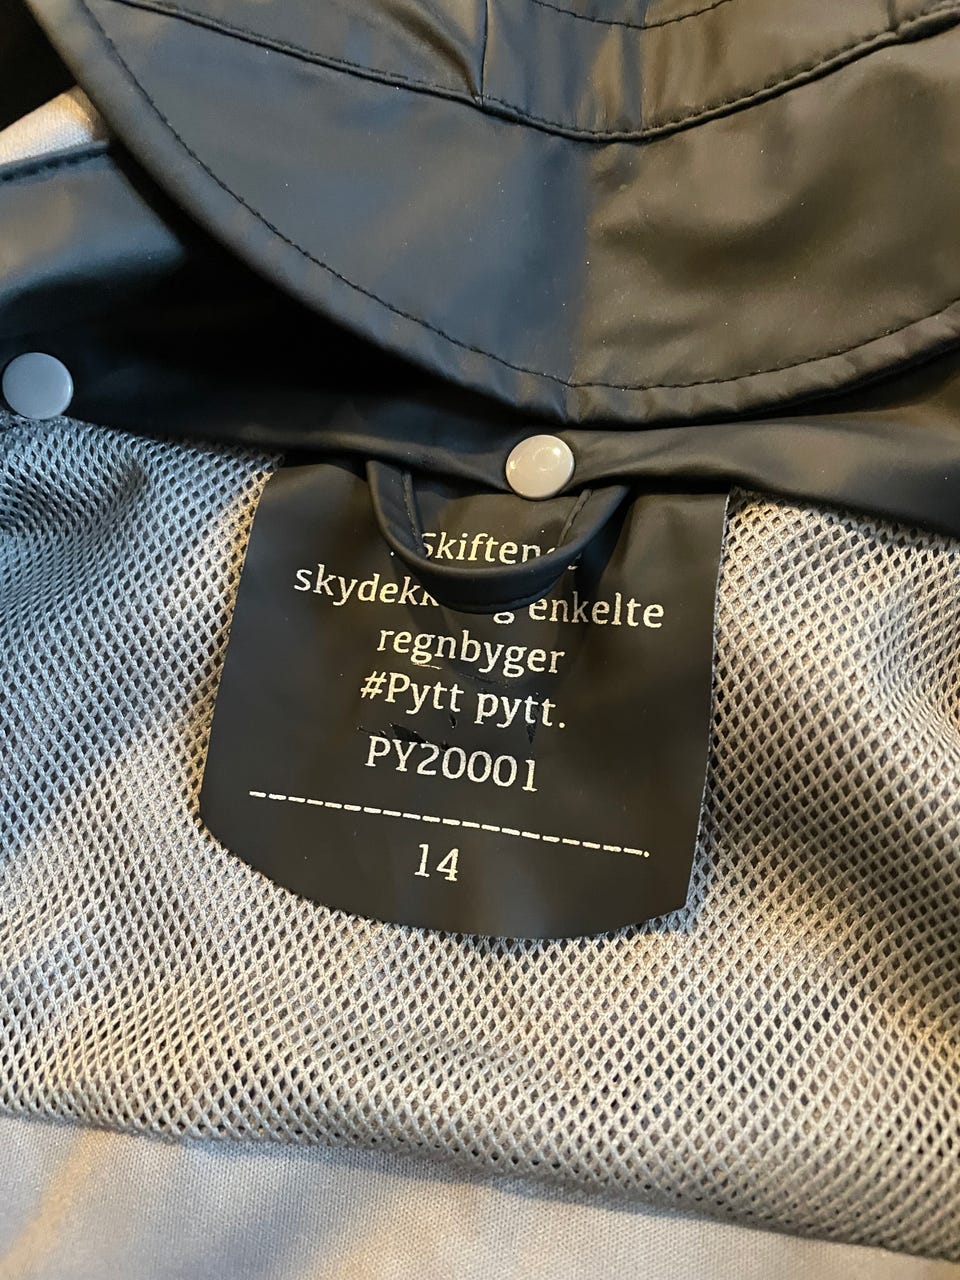 enkelte
regnbyger
#Pytt pytt.
PY20001
14